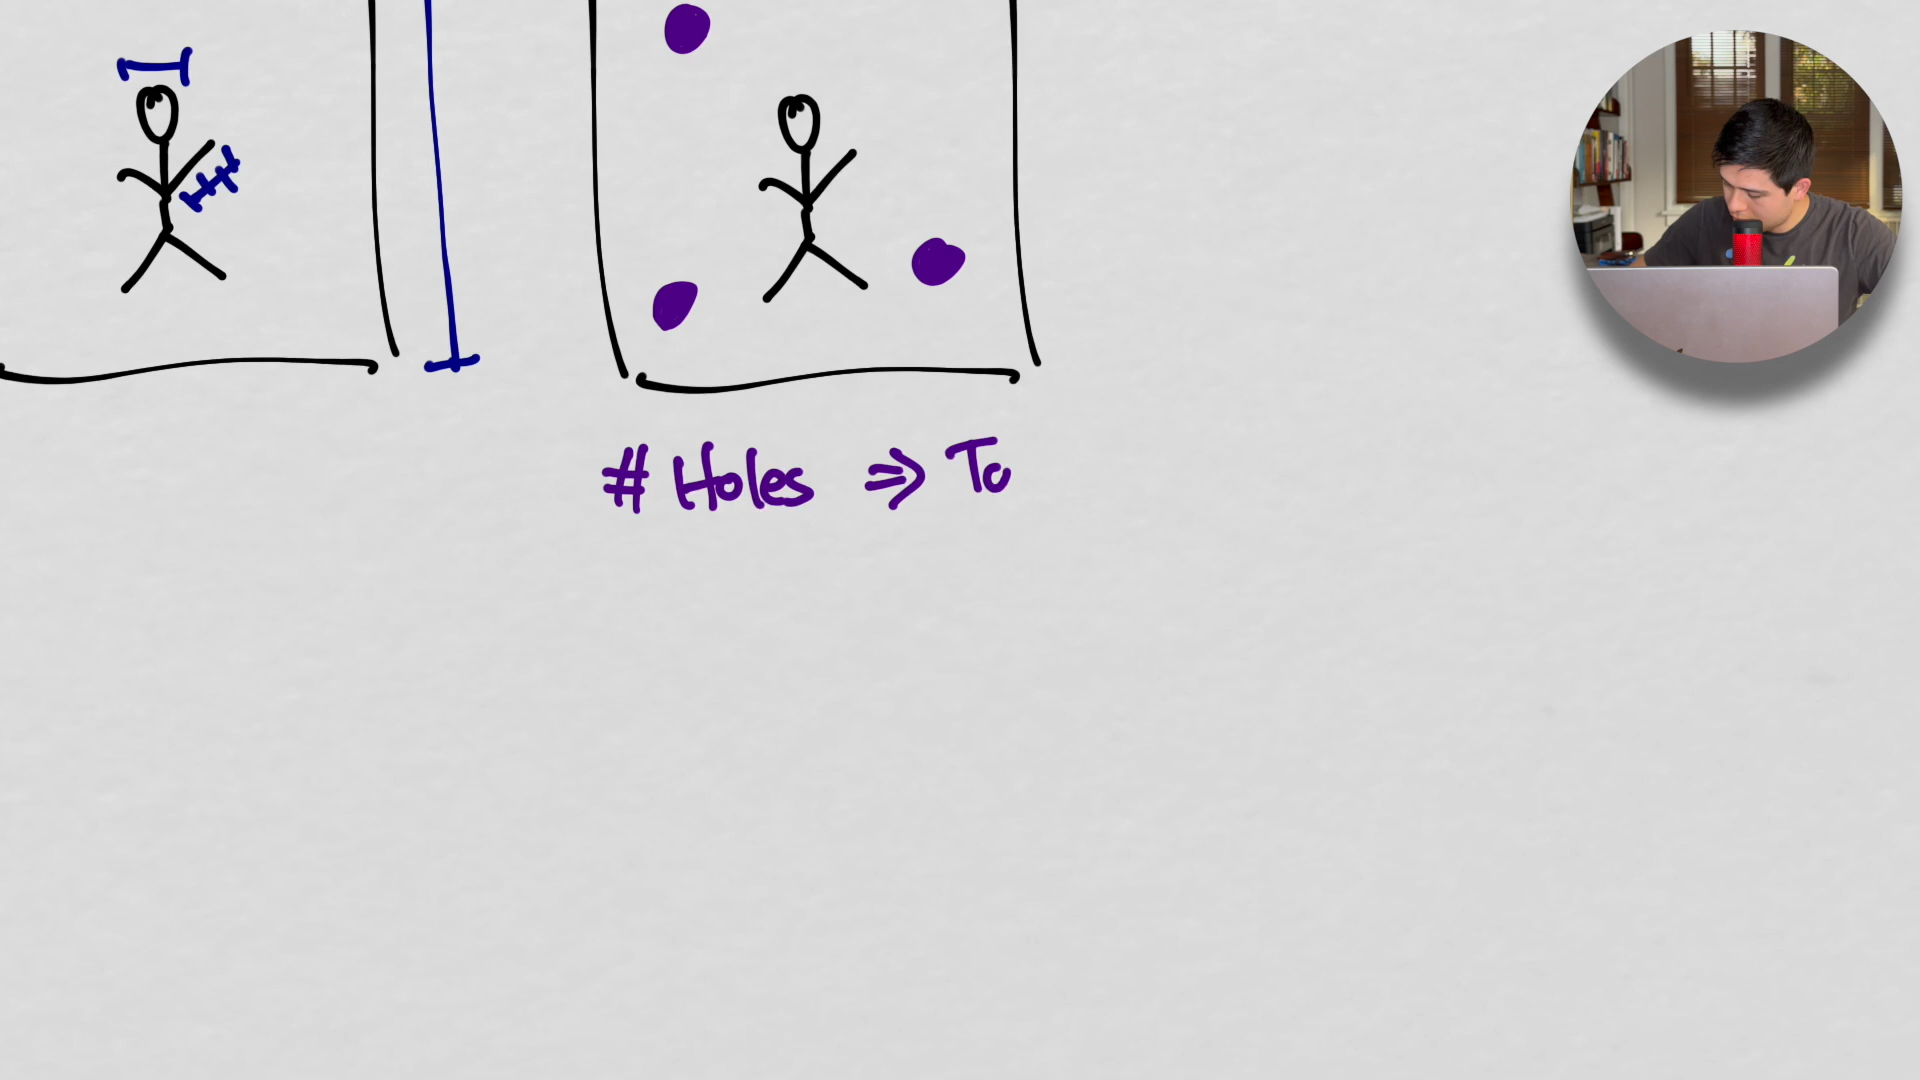 # Holes ⇒ To